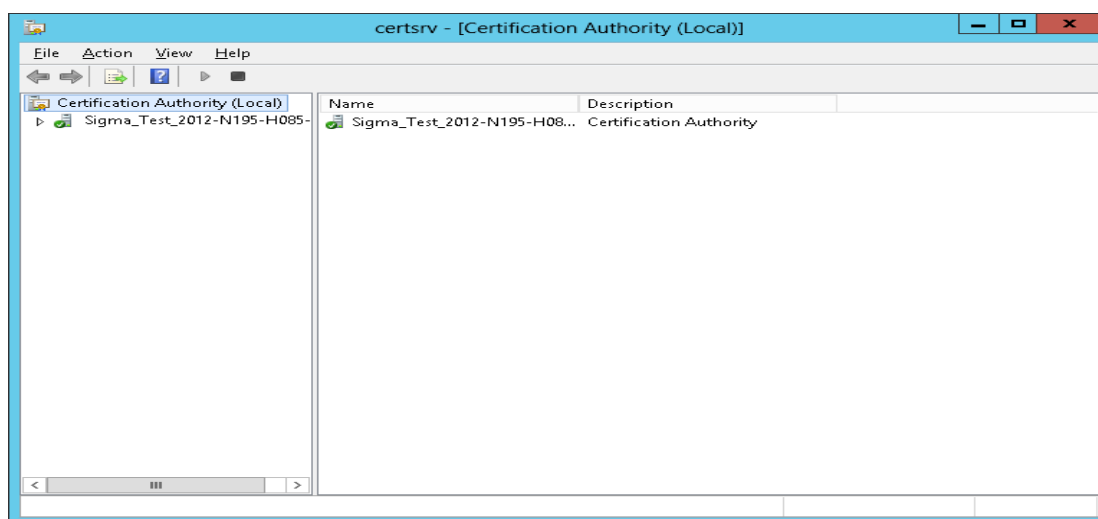 certsrv - [Certification Authority (Local)]
File Action View Help
Certification Authority (Local)
Sigma_Test_2012-N195-H085-
Name Description
Sigma_Test_2012-N195-H08... Certification Authority